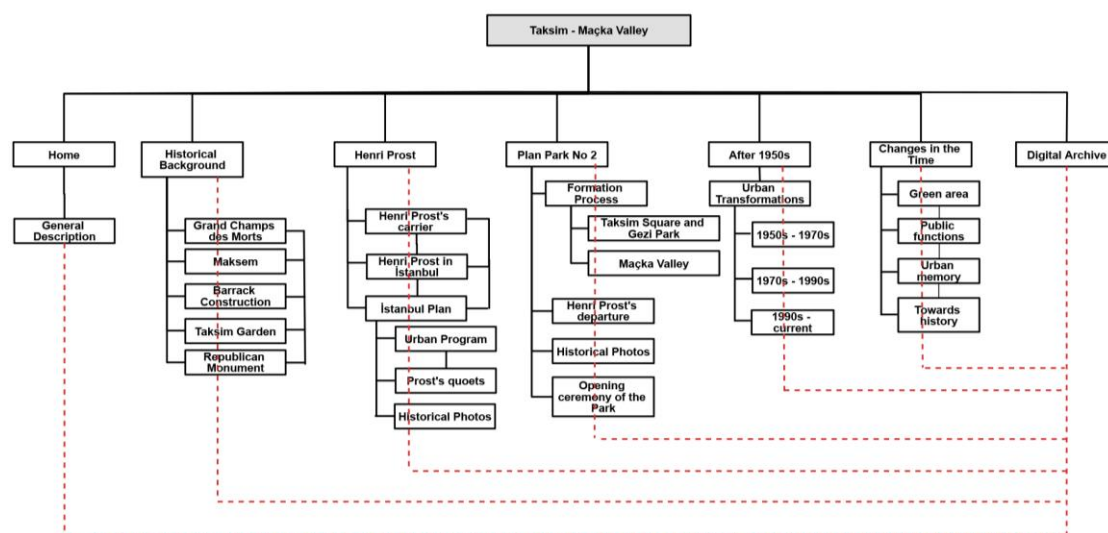 Taksim - Maçka Valley
Home
Historical
Background
Henri Prost
Plan Park No 2
After 1950s
Changes in the
Time
Digital Archive
General
Description
Grand Champs
des Morts
Maksem
Barrack
Construction
Taksim Garden
Republican
Monument
Henri Prost's
carrier
Henri Prost in
İstanbul
İstanbul Plan
Urban Program
Prost's quoets
Historical Photos
Formation
Process
Taksim Square and
Gezi Park
Maçka Valley
Henri Prost's
departure
Historical Photos
Opening
ceremony of the
Park
Urban
Transformations
1950s - 1970s
1970s - 1990s
1990s -
current
Green area
Public
functions
Urban
memory
Towards
history